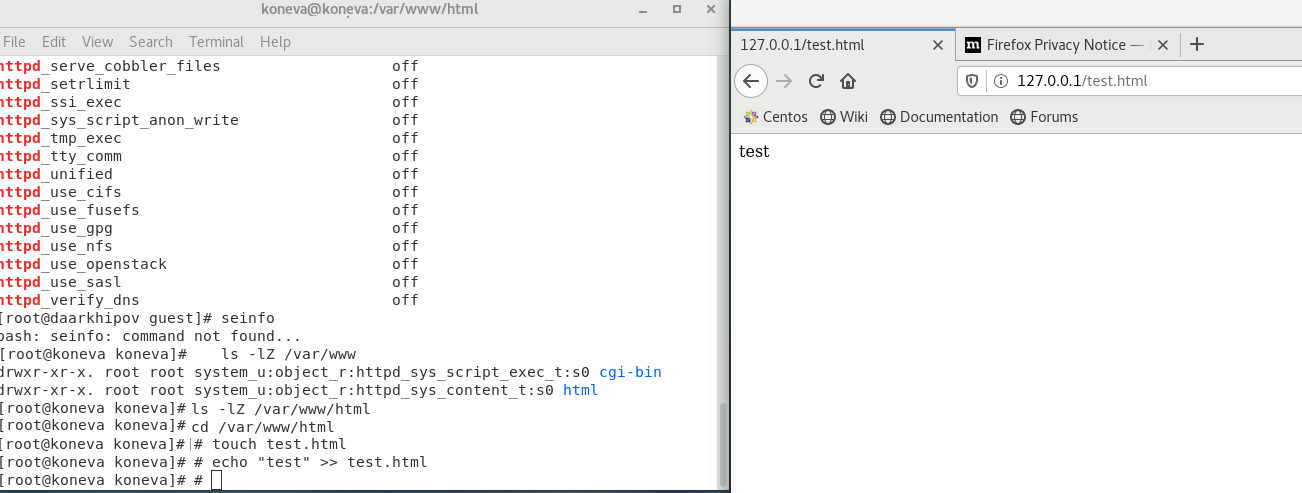 koneva@koneva:/var/www/html
File Edit View Search Terminal Help
httpd_serve_cobbler_files off
httpd_setrlimit off
httpd_ssi_exec off
httpd_sys_script_anon_write off
httpd_tmp_exec off
httpd_tty_comm off
httpd_unified off
httpd_use_cifs off
httpd_use_fusefs off
httpd_use_gpg off
httpd_use_nfs off
httpd_use_openstack off
httpd_use_sasl off
httpd_verify_dns off
[root@daarkhipov guest]# seinfo
bash: seinfo: command not found...
[root@koneva koneva]# ls -lZ /var/www
drwxr-xr-x. root root system_u:object_r:httpd_sys_script_exec_t:s0 cgi-bin
drwxr-xr-x. root root system_u:object_r:httpd_sys_content_t:s0 html
[root@koneva koneva]# ls -lZ /var/www/html
[root@koneva koneva]# cd /var/www/html
[root@koneva koneva]# # touch test.html
[root@koneva koneva]# # echo "test" >> test.html
[root@koneva koneva]# #
127.0.0.1/test.html
Firefox Privacy Notice —
127.0.0.1/test.html
Centos Wiki Documentation Forums
test